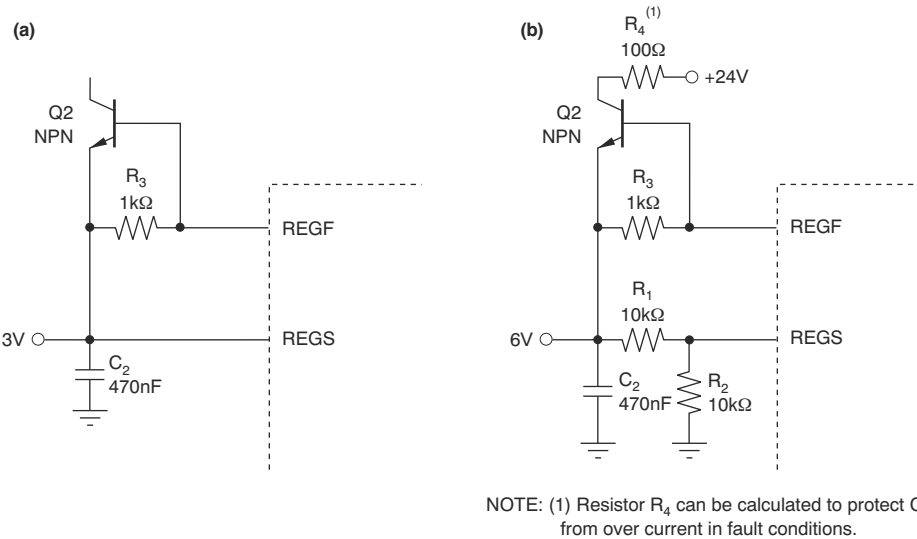 (a)
Q2
NPN
R3
1kΩ
REGF
3V
REGS
C2
470nF
(b)
R4(1)
100Ω
+24V
Q2
NPN
R3
1kΩ
REGF
R1
10kΩ
6V
REGS
C2
470nF
R2
10kΩ
NOTE: (1) Resistor R4 can be calculated to protect
from over current in fault conditions.